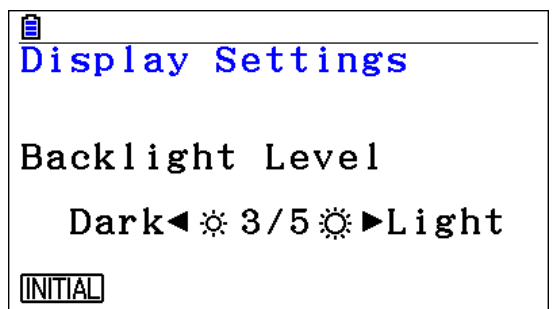 Display Settings
Backlight Level
Dark◄☼ 3/5☼►Light
INITIAL